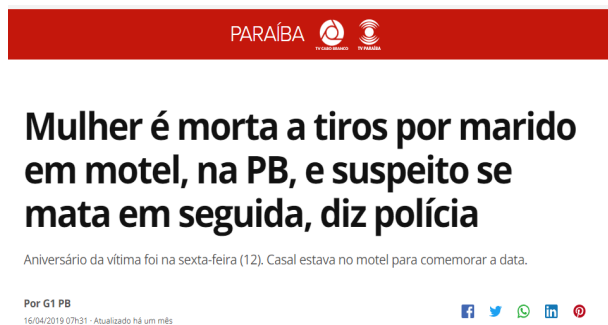 PARAÍBA
TV CABO BRANCO TV PARAÍBA
Mulher é morta a tiros por marido
em motel, na PB, e suspeito se
mata em seguida, diz polícia
Aniversário da vítima foi na sexta-feira (12). Casal estava no motel para comemorar a data.
Por G1 PB
16/04/2019 07h31 · Atualizado há um mês